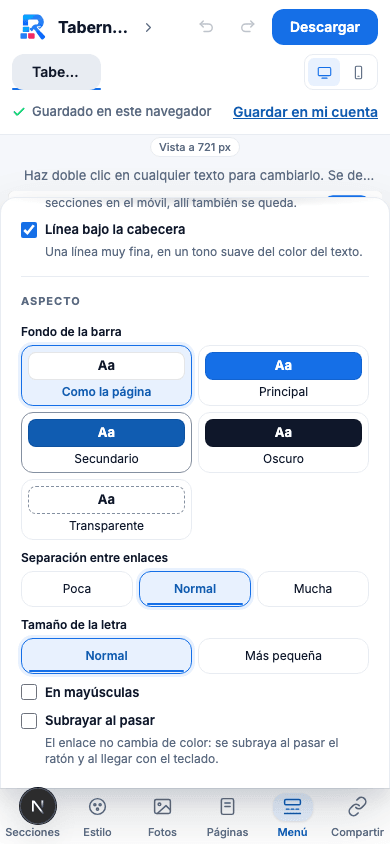 Tabern...
Descargar
Tabe...
Guardado en este navegador
Guardar en mi cuenta
Vista a 721 px
Haz doble clic en cualquier texto para cambiarlo. Se de...
secciones en el móvil, allí también se queda.
Línea bajo la cabecera
Una línea muy fina, en un tono suave del color del texto.
ASPECTO
Fondo de la barra
Aa
Como la página
Aa
Principal
Aa
Secundario
Aa
Oscuro
Aa
Transparente
Separación entre enlaces
Poca
Normal
Mucha
Tamaño de la letra
Normal
Más pequeña
En mayúsculas
Subrayar al pasar
El enlace no cambia de color: se subraya al pasar el
ratón y al llegar con el teclado.
N
Secciones
Estilo
Fotos
Páginas
Menú
Compartir